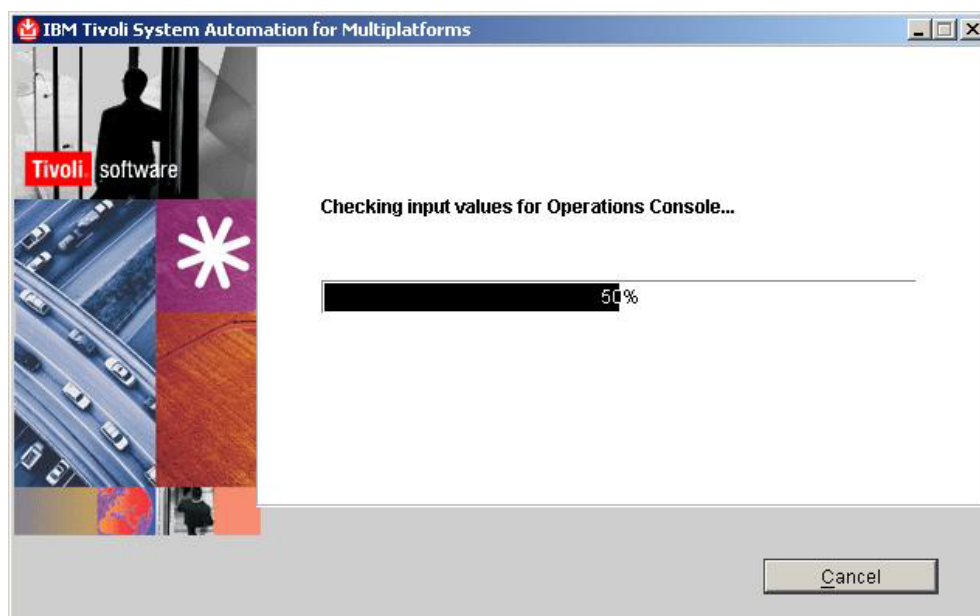 IBM Tivoli System Automation for Multiplatforms
Tivoli. software
Checking input values for Operations Console...
50%
Cancel